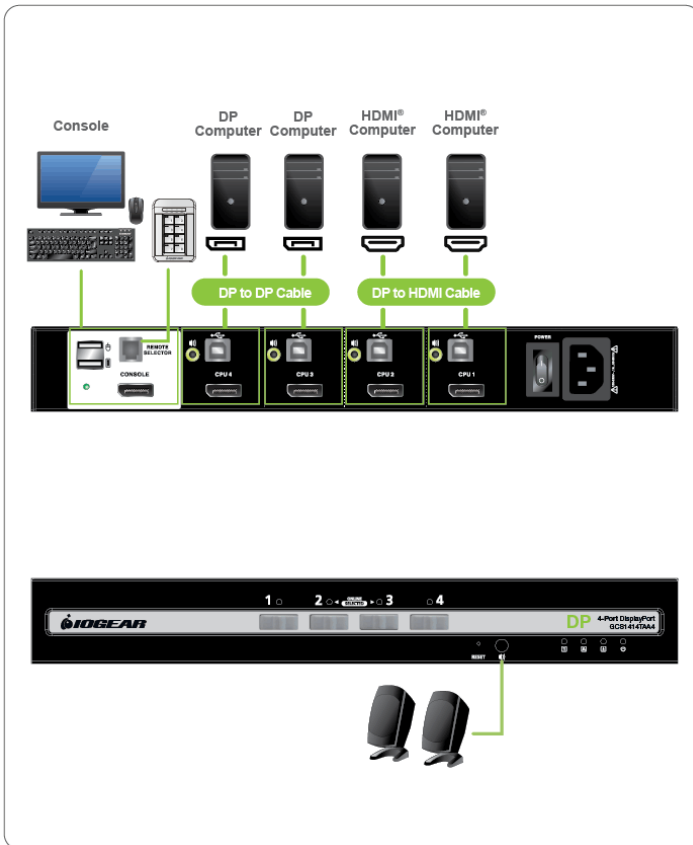 Console
DP
Computer
DP
Computer
HDMI®
Computer
HDMI®
Computer
DP to DP Cable
DP to HDMI Cable
REMOTE
SELECTOR
CONSOLE
CPU 4
CPU 3
CPU 2
CPU 1
POWER
1
2
ONLINE
SELECTED
3
4
IOGEAR
DP
4-Port DisplayPort
GCS1414TAA4
RESET